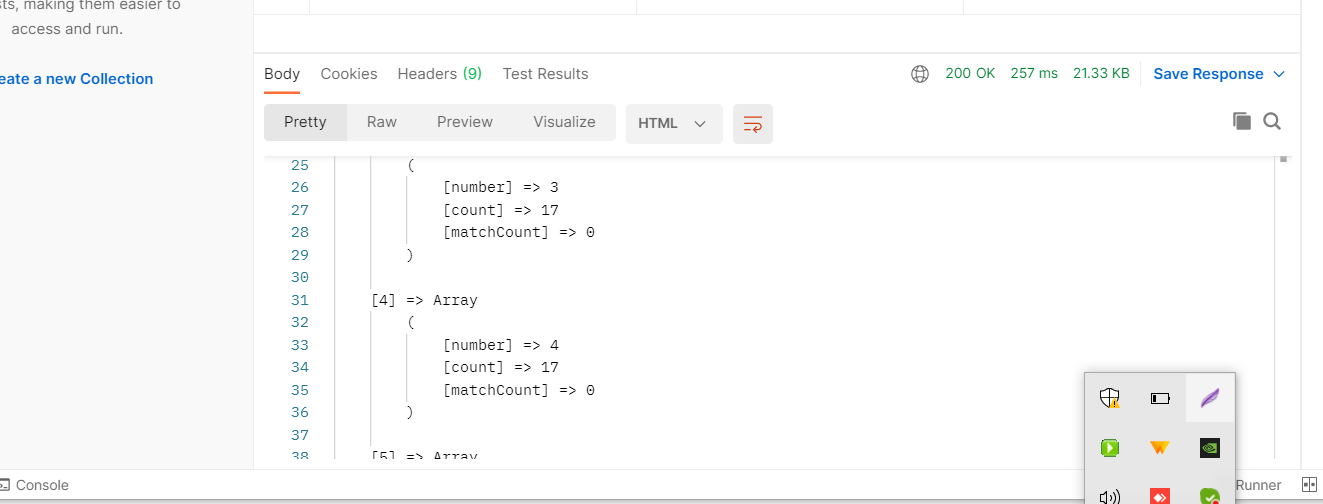 sts, making them easier to
access and run.
eate a new Collection
Body Cookies Headers (9) Test Results 200 OK 257 ms 21.33 KB Save Response
Pretty Raw Preview Visualize HTML
25 (
26 [number] => 3
27 [count] => 17
28 [matchCount] => 0
29 )
30
31 [4] => Array
32 (
33 [number] => 4
34 [count] => 17
35 [matchCount] => 0
36 )
37
38 [5] => Array
Console Runner